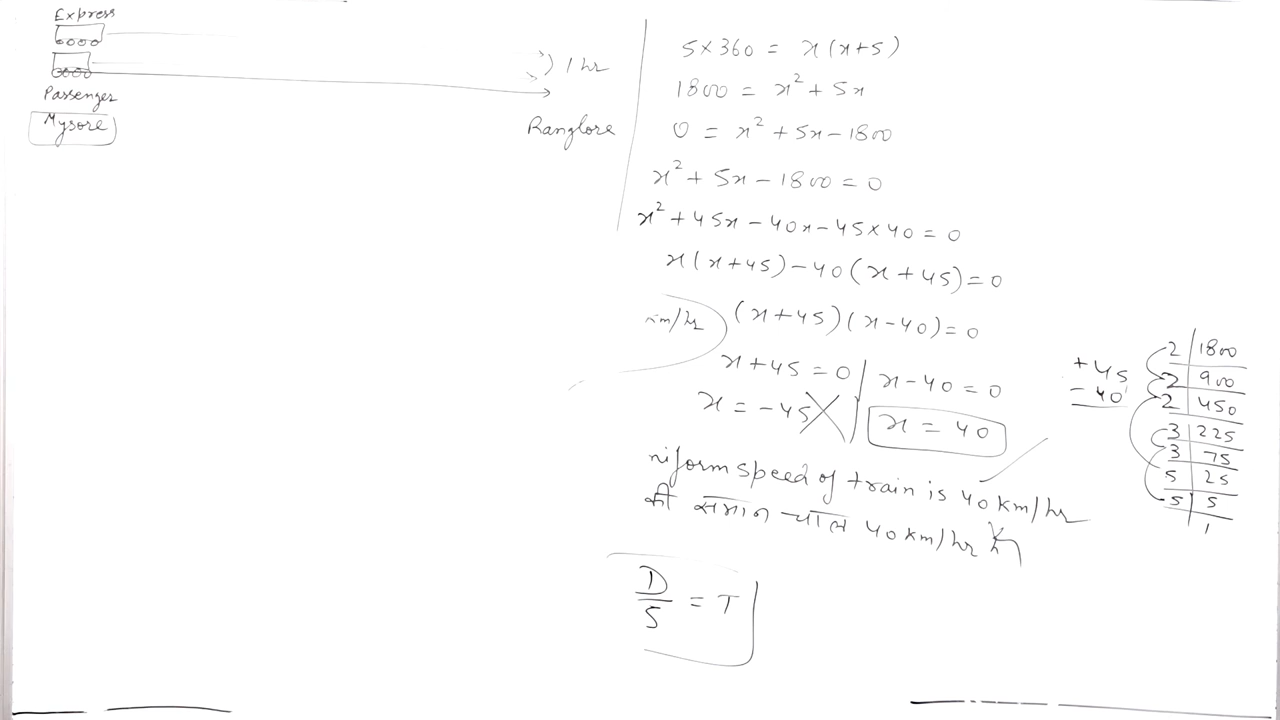 Express
Passenger
Mysore
) 1 hr
Ranglore
5 × 360 = x(x+5)
1800 = x² + 5x
0 = x² + 5x - 1800
x² + 5x - 1800 = 0
x² + 45x - 40x - 45 × 40 = 0
x(x+45) - 40(x+45) = 0
(x+45)(x-40) = 0
km/hr
x+45 = 0 | x-40 = 0
x = -45 | x = 40
+45
-40
2 | 1800
2 | 900
2 | 450
3 | 225
3 | 75
5 | 25
5 | 5
1
niform speed of train is 40 km/hr
की समान चाल 40 km/hr है
D/S = T